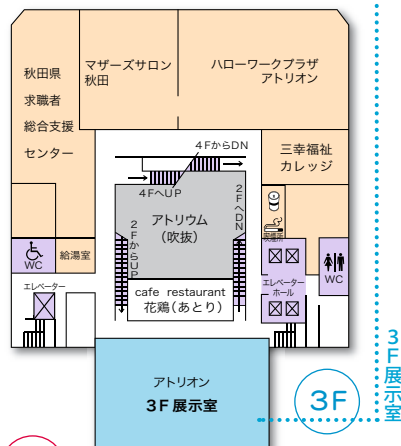 秋田県
求職者
総合支援
センター
マザーズサロン
秋田
ハローワークプラザ
アトリオン
三幸福祉
カレッジ
4FからDN
4FへUP
2FへDN
2FからUP
アトリウム
(吹抜)
喫煙所
WC
給湯室
エレベーター
エレベーター
ホール
WC
cafe restaurant
花鶏(あとり)
アトリオン
3F展示室
3F
3F展示室